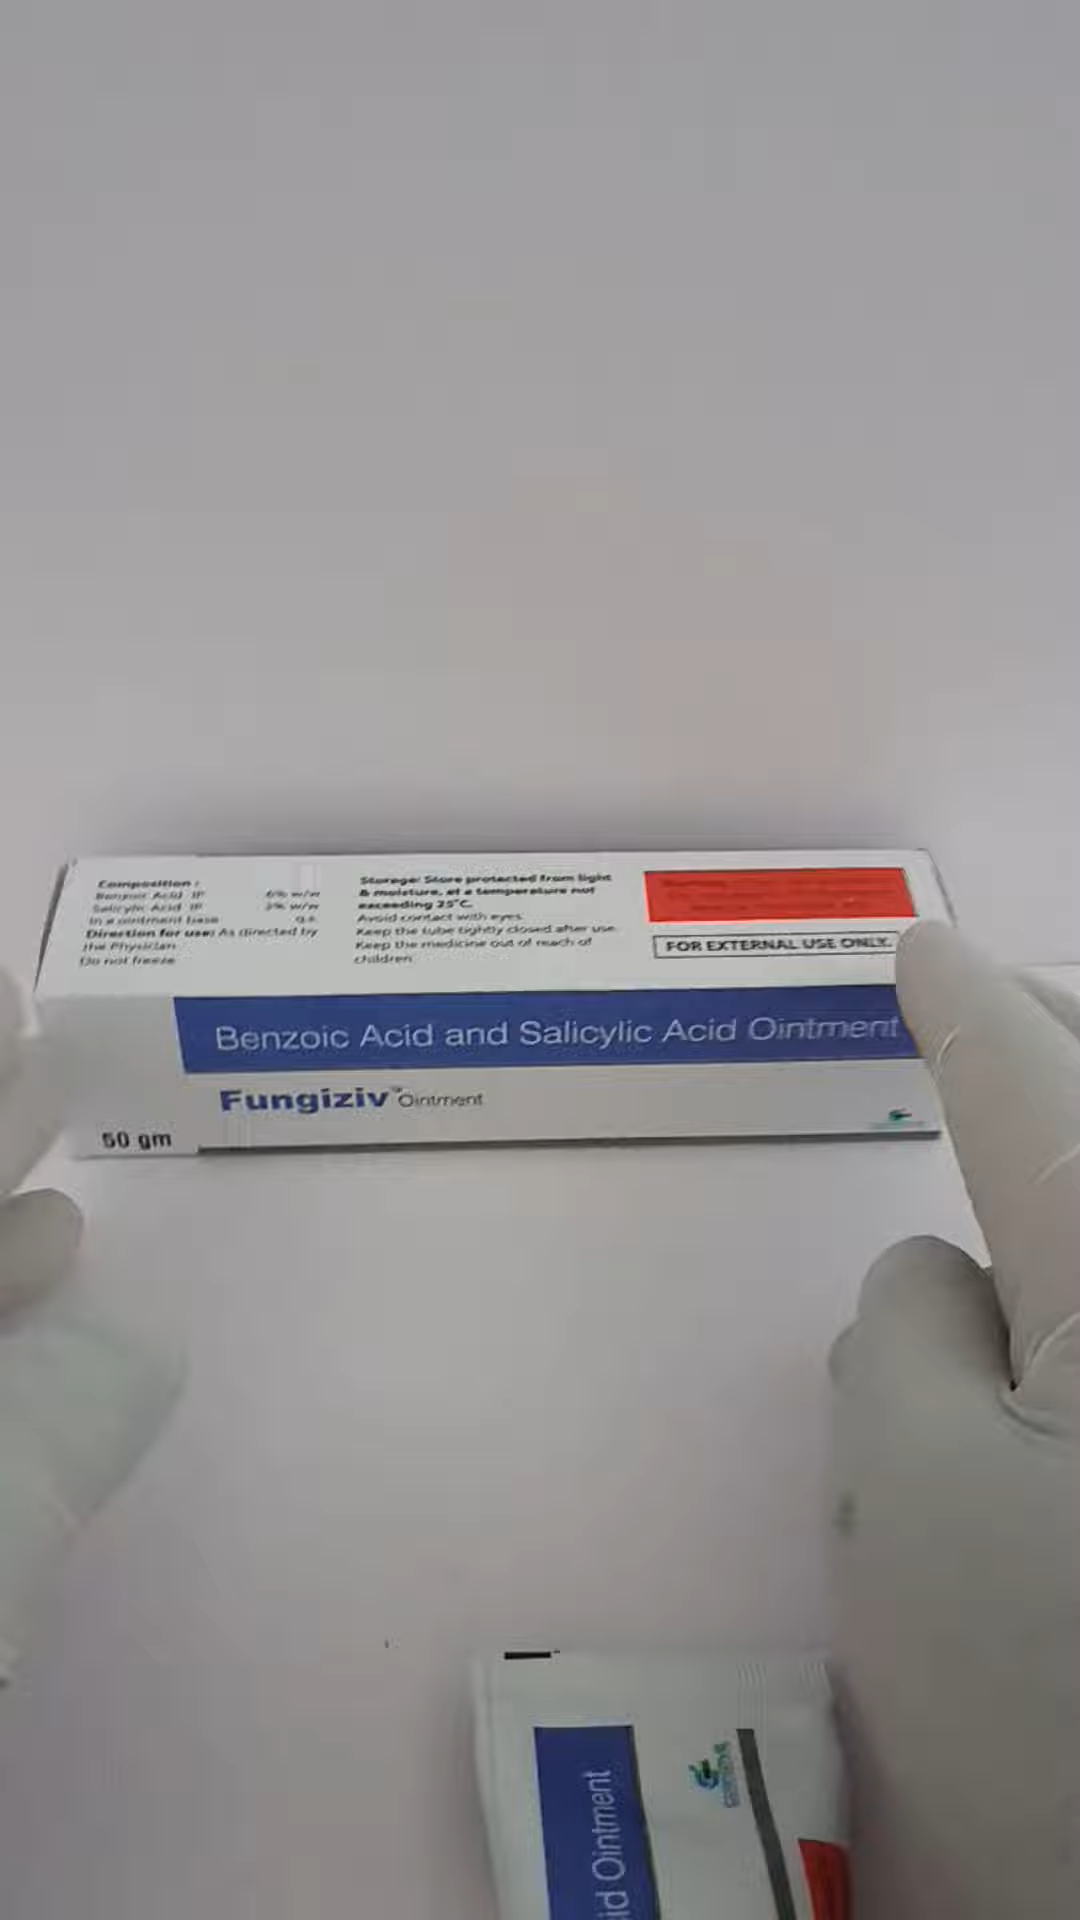 Composition :
Benzoic Acid IP 6% w/w
Salicylic Acid IP 3% w/w
In a ointment base q.s.
Direction for use: As directed by
the Physician
Do not freeze
Storage: Store protected from light
& moisture, at a temperature not
exceeding 25°C.
Avoid contact with eyes
Keep the tube tightly closed after use.
Keep the medicine out of reach of
children
FOR EXTERNAL USE ONLY.
Benzoic Acid and Salicylic Acid Ointment
Fungiziv™ Ointment
50 gm
id Ointment